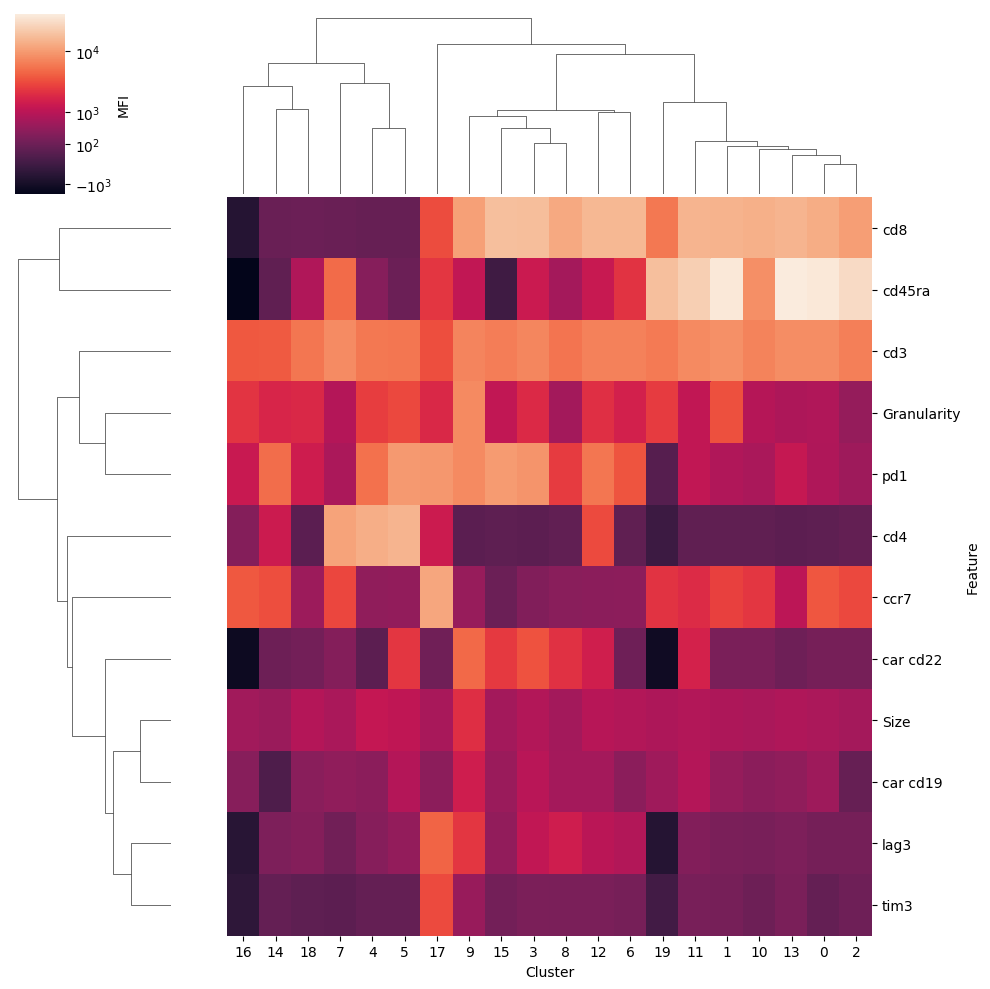 10^4
10^3
10^2
−10^3
MFI
cd8
cd45ra
cd3
Granularity
pd1
cd4
ccr7
car cd22
Size
car cd19
lag3
tim3
Feature
16 14 18 7 4 5 17 9 15 3 8 12 6 19 11 1 10 13 0 2
Cluster